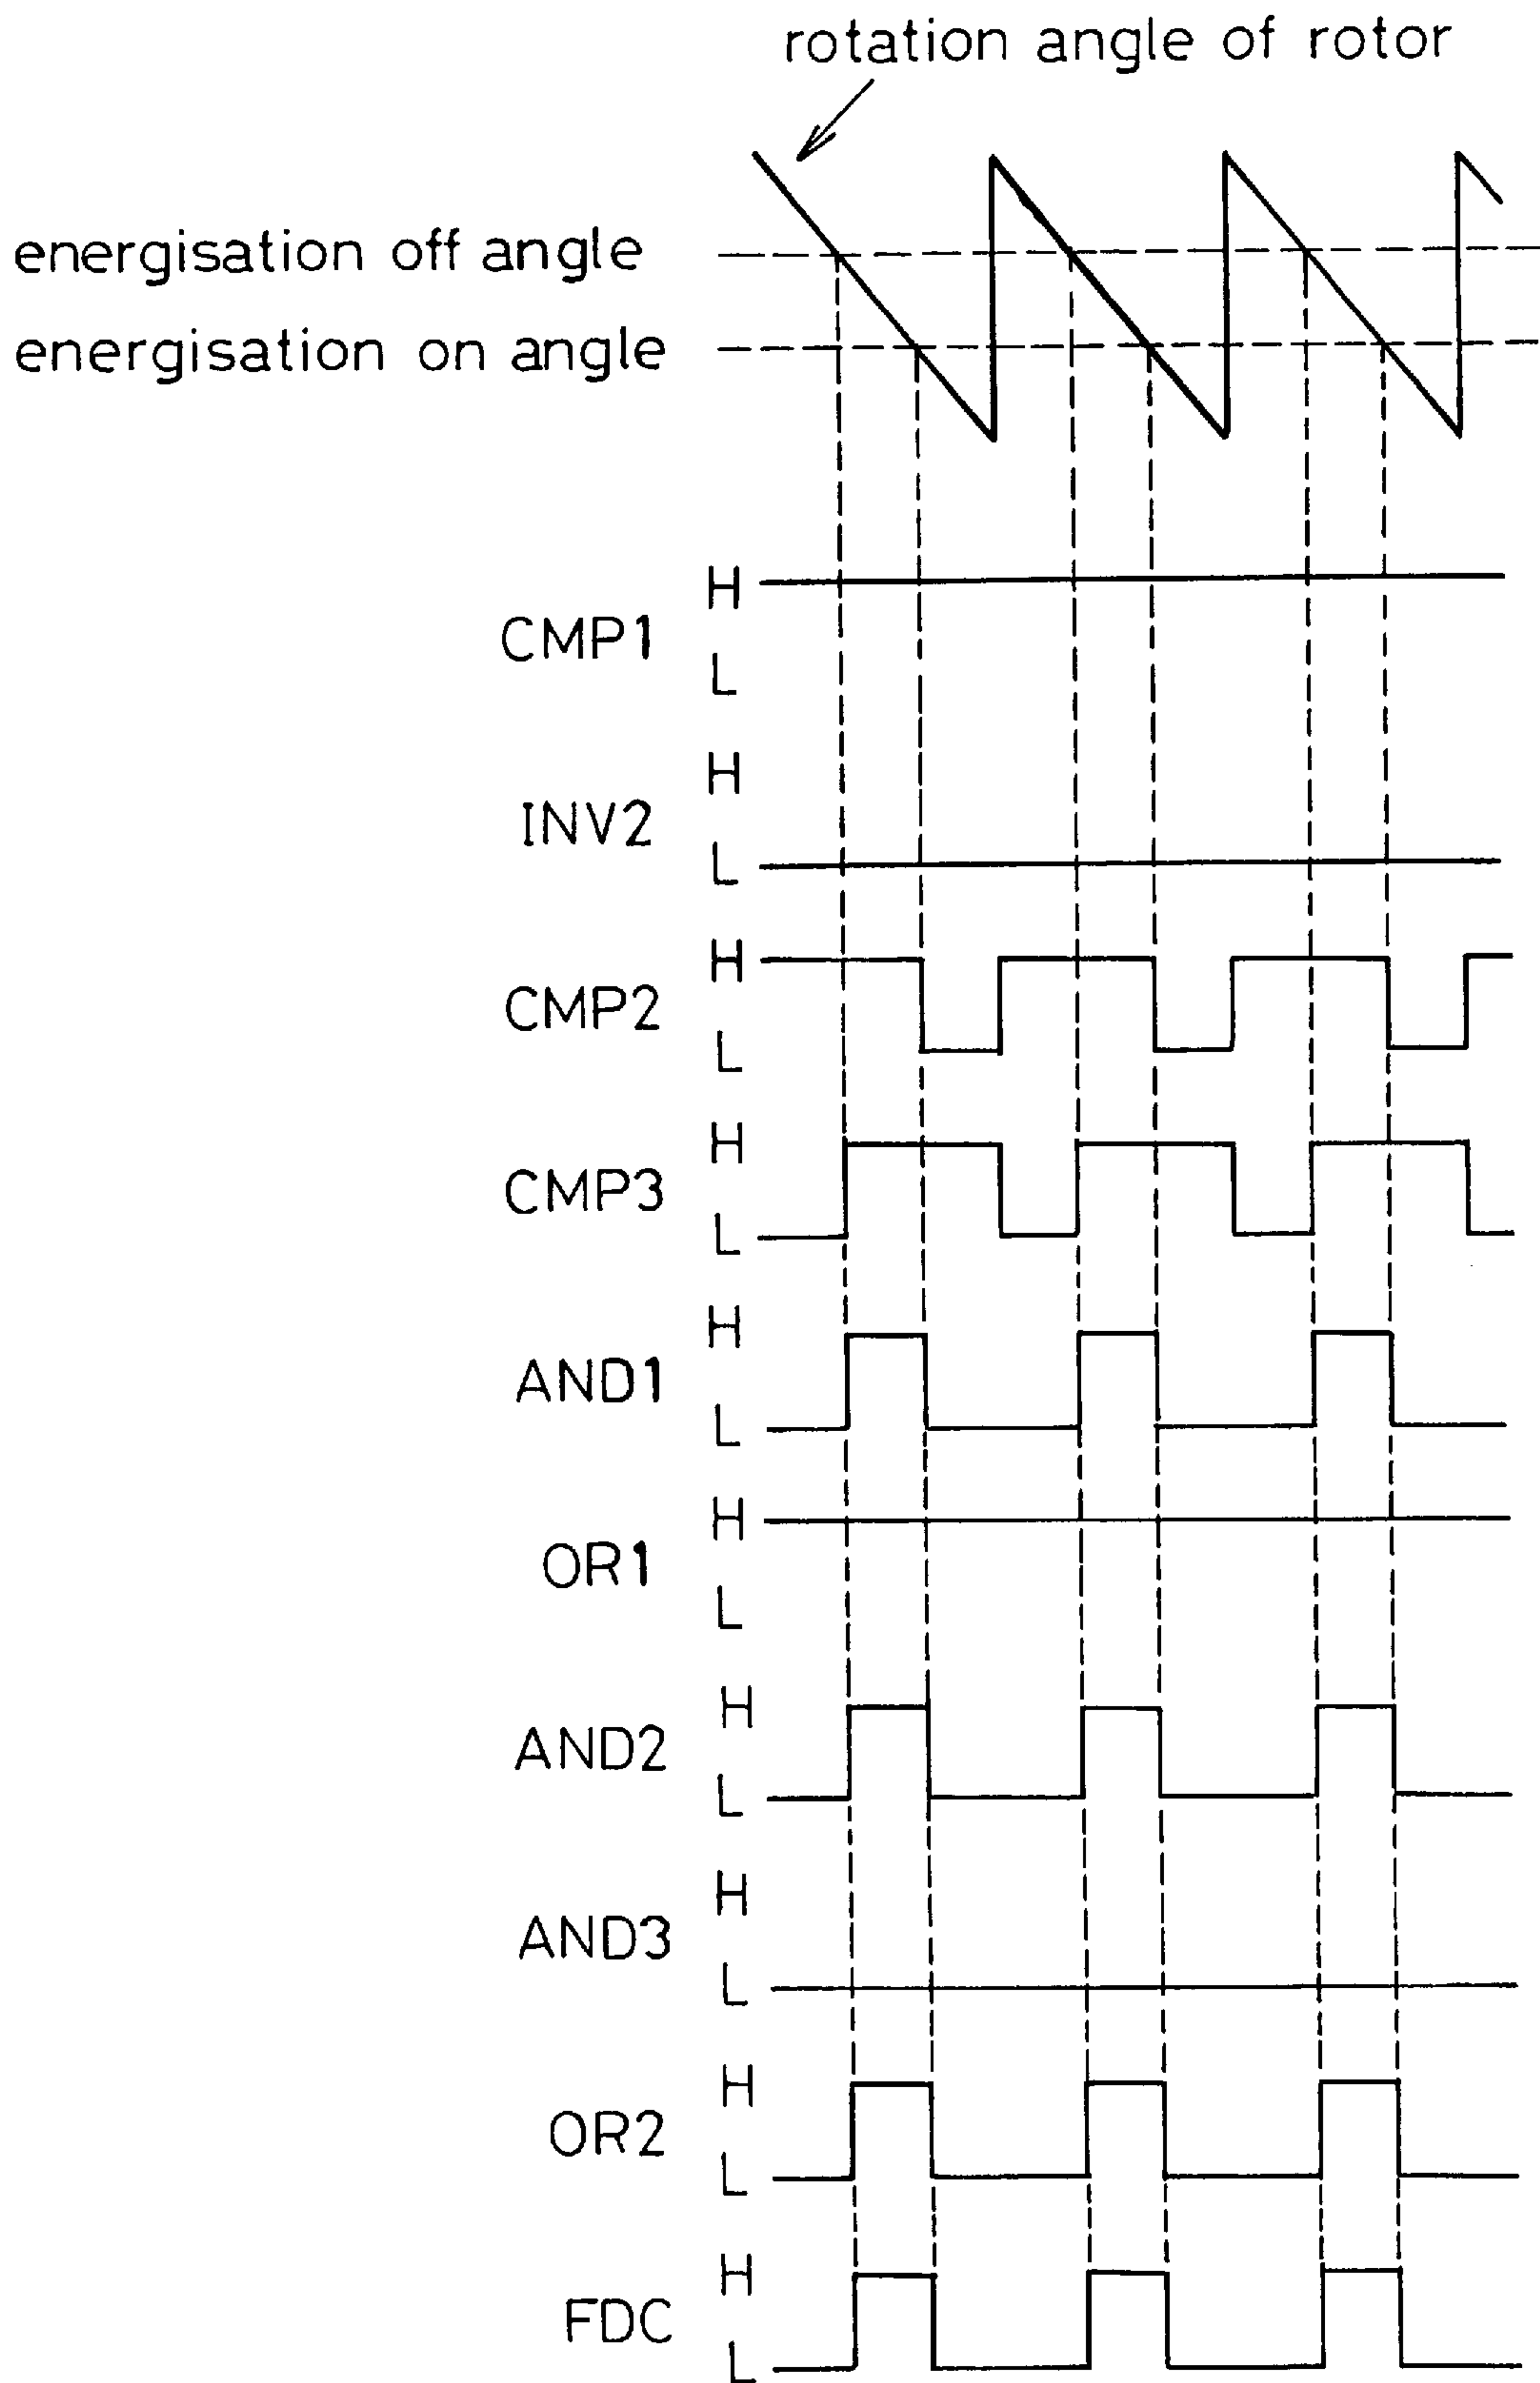 rotation angle of rotor
energisation off angle
energisation on angle
H
CMP1
L
H
INV2
L
H
CMP2
L
H
CMP3
L
H
AND1
L
H
OR1
L
H
AND2
L
H
AND3
L
H
OR2
L
H
FDC
L